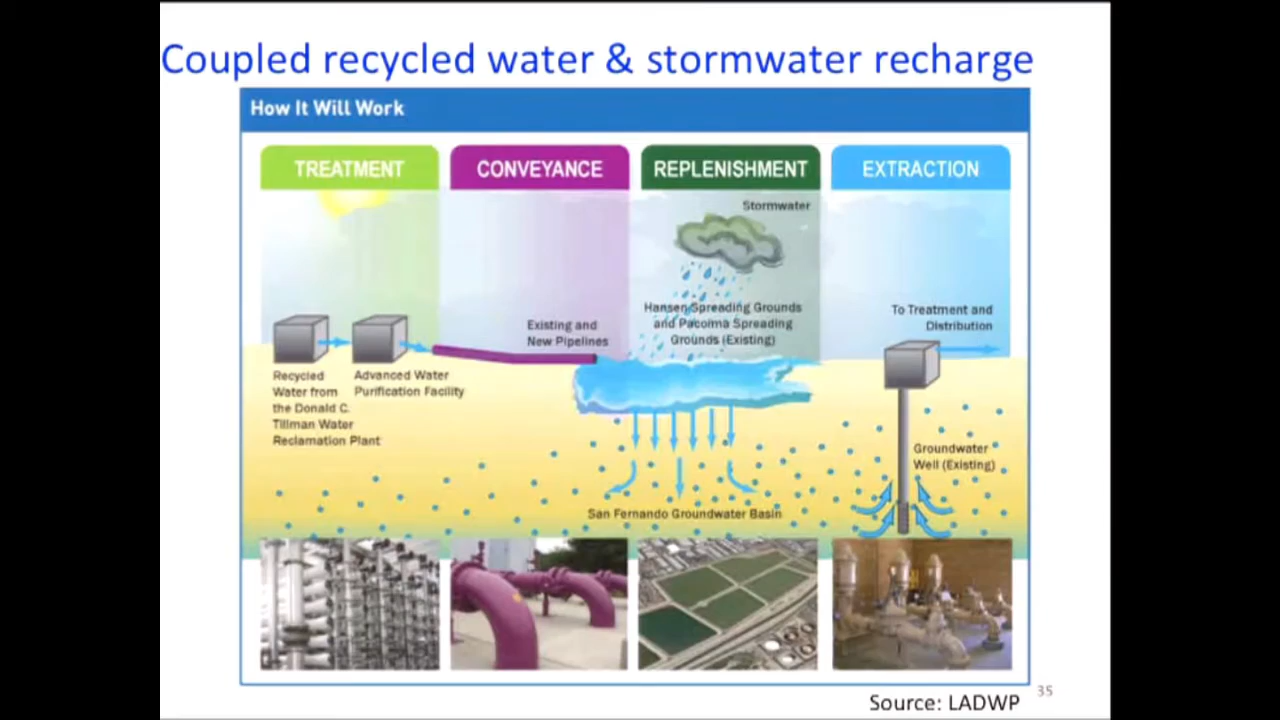 Coupled recycled water & stormwater recharge
How It Will Work
TREATMENT
CONVEYANCE
REPLENISHMENT
EXTRACTION
Stormwater
Hansen Spreading Grounds
and Pacoima Spreading
Grounds (Existing)
To Treatment and
Distribution
Existing and
New Pipelines
Recycled
Water from
the Donald C.
Tillman Water
Reclamation Plant
Advanced Water
Purification Facility
Groundwater
Well (Existing)
San Fernando Groundwater Basin
35
Source: LADWP